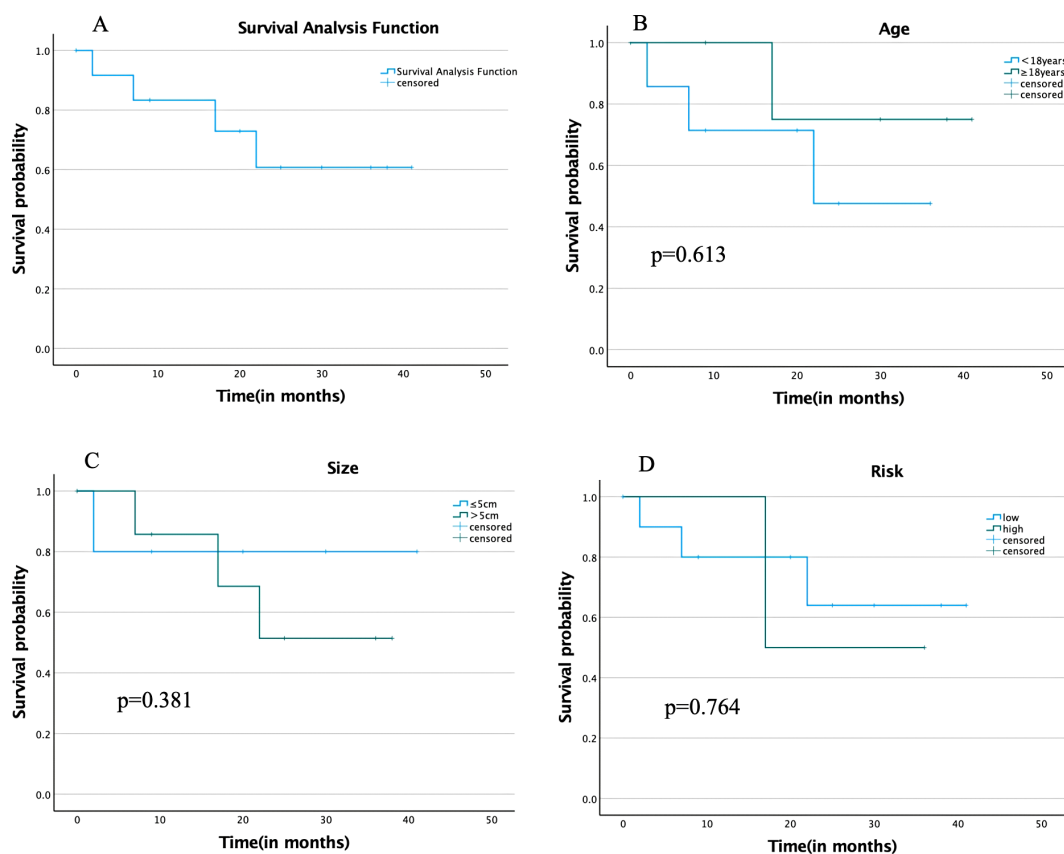 A
Survival Analysis Function
1.0
0.8
0.6
0.4
0.2
0.0
Survival probability
Survival Analysis Function
censored
0 10 20 30 40 50
Time(in months)
B
Age
1.0
0.8
0.6
0.4
0.2
0.0
Survival probability
<18years
≥18years
censored
censored
p=0.613
0 10 20 30 40 50
Time(in months)
C
Size
1.0
0.8
0.6
0.4
0.2
0.0
Survival probability
≤5cm
>5cm
censored
censored
p=0.381
0 10 20 30 40 50
Time(in months)
D
Risk
1.0
0.8
0.6
0.4
0.2
0.0
Survival probability
low
high
censored
censored
p=0.764
0 10 20 30 40 50
Time(in months)